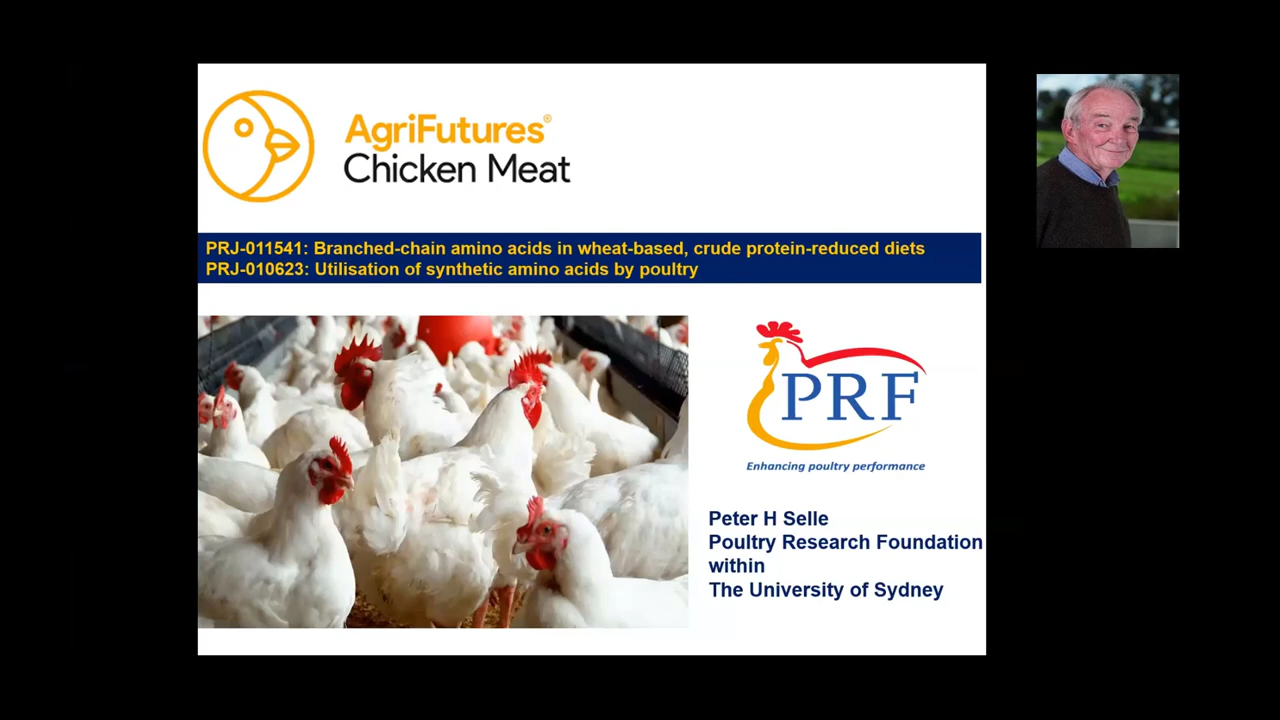 AgriFutures®
Chicken Meat
PRJ-011541: Branched-chain amino acids in wheat-based, crude protein-reduced diets
PRJ-010623: Utilisation of synthetic amino acids by poultry
PRF
Enhancing poultry performance
Peter H Selle
Poultry Research Foundation
within
The University of Sydney